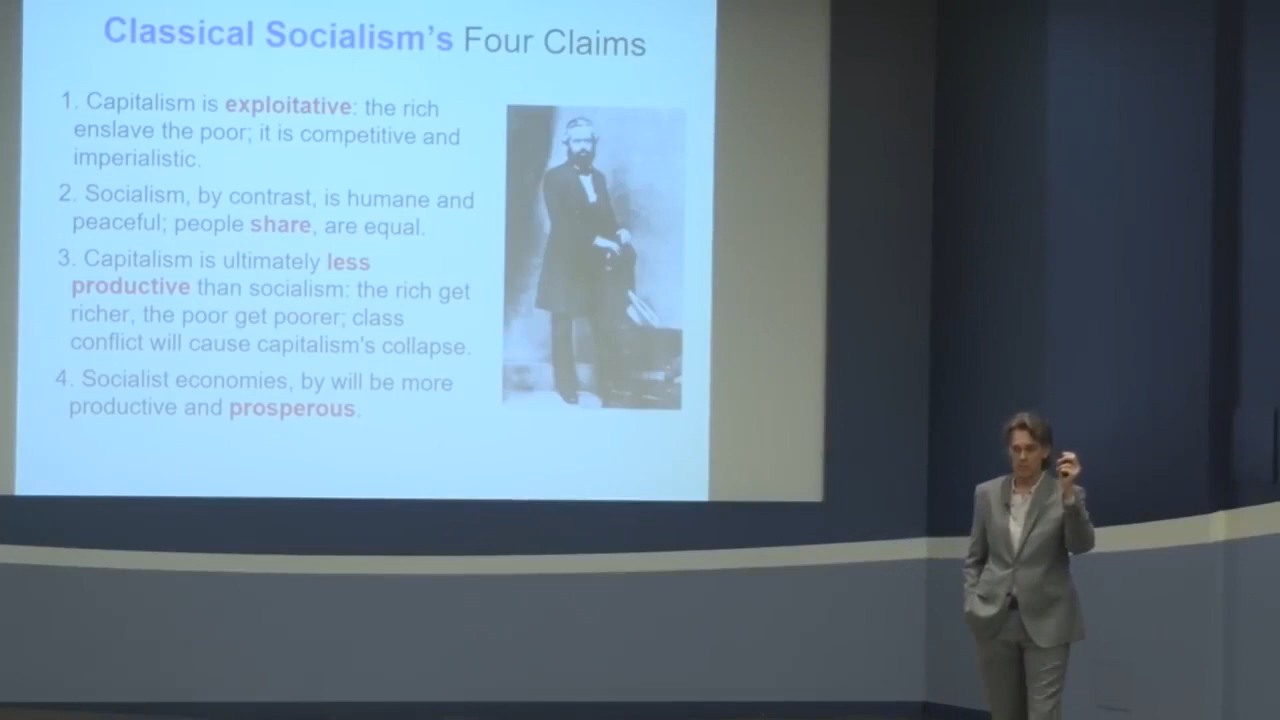 Classical Socialism's Four Claims
1. Capitalism is exploitative: the rich
enslave the poor; it is competitive and
imperialistic.
2. Socialism, by contrast, is humane and
peaceful; people share, are equal.
3. Capitalism is ultimately less
productive than socialism: the rich get
richer, the poor get poorer; class
conflict will cause capitalism's collapse.
4. Socialist economies, by will be more
productive and prosperous.